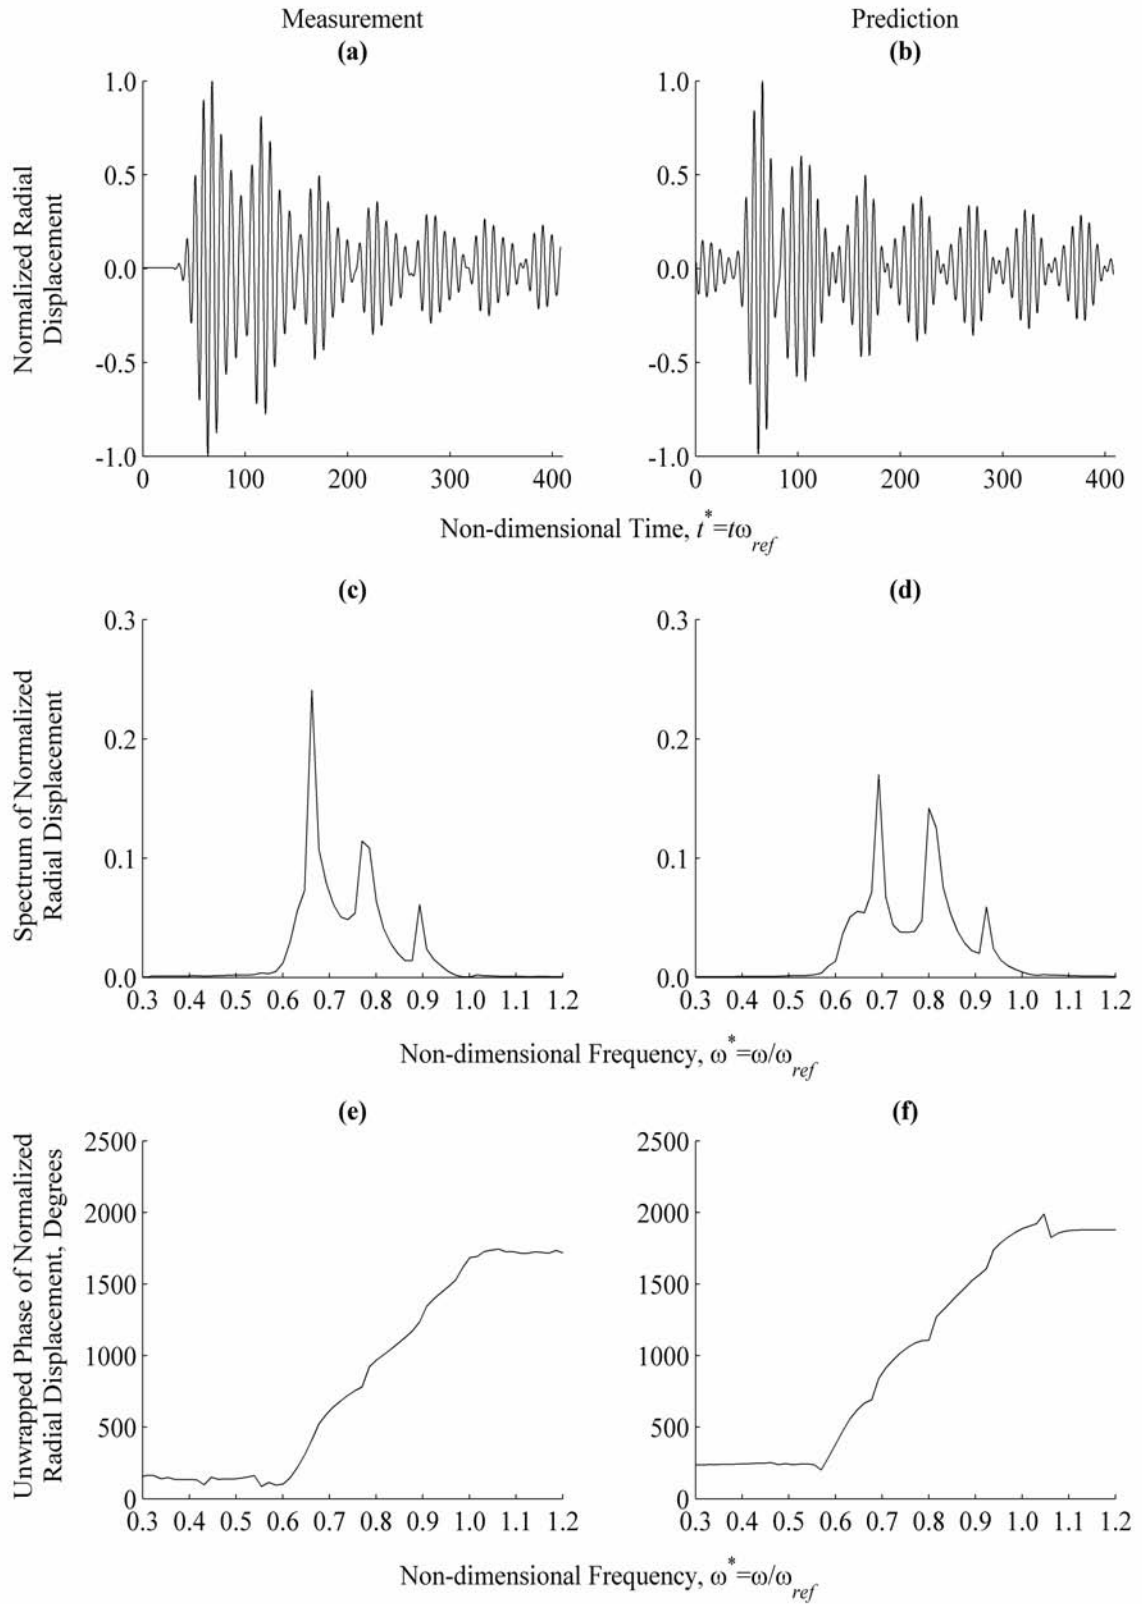 Measurement
Prediction
(a)
(b)
Normalized Radial
Displacement
1.0
0.5
0.0
-0.5
-1.0
0 100 200 300 400
1.0
0.5
0.0
-0.5
-1.0
0 100 200 300 400
Non-dimensional Time, t*=tω_ref
(c)
(d)
Spectrum of Normalized
Radial Displacement
0.3
0.2
0.1
0.0
0.3 0.4 0.5 0.6 0.7 0.8 0.9 1.0 1.1 1.2
0.3
0.2
0.1
0.0
0.3 0.4 0.5 0.6 0.7 0.8 0.9 1.0 1.1 1.2
Non-dimensional Frequency, ω*=ω/ω_ref
(e)
(f)
Unwrapped Phase of Normalized
Radial Displacement, Degrees
2500
2000
1500
1000
500
0
0.3 0.4 0.5 0.6 0.7 0.8 0.9 1.0 1.1 1.2
2500
2000
1500
1000
500
0
0.3 0.4 0.5 0.6 0.7 0.8 0.9 1.0 1.1 1.2
Non-dimensional Frequency, ω*=ω/ω_ref